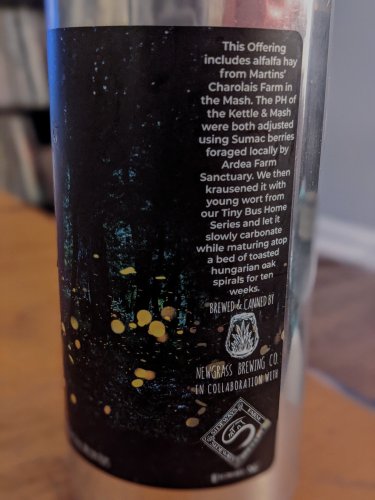 This Offering
includes alfalfa hay
from Martins'
Charolais Farm in
the Mash. The PH of
the Kettle & Mash
were both adjusted
using Sumac berries
foraged locally by
Ardea Farm
Sanctuary. We then
krausened it with
young wort from
our Tiny Bus Home
Series and let it
slowly carbonate
while maturing atop
a bed of toasted
hungarian oak
spirals for ten
weeks.
BREWED & CANNED BY
NEWGRASS BREWING CO.
IN COLLABORATION WITH
FARM